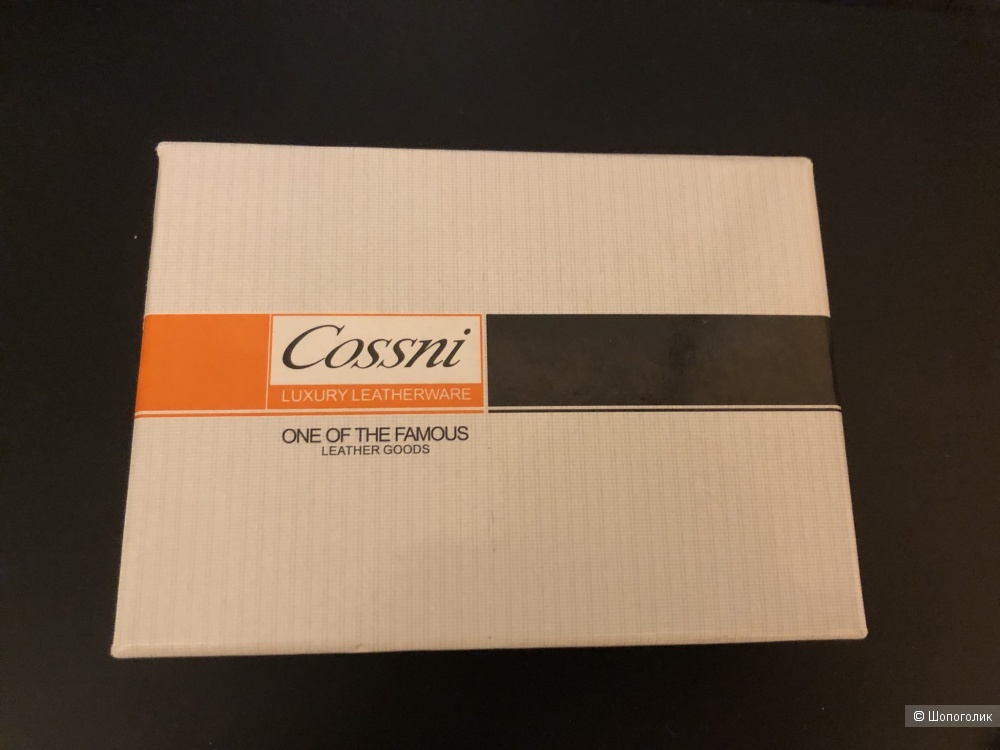 Cossni
LUXURY LEATHERWARE
ONE OF THE FAMOUS
LEATHER GOODS
© Шопоголик